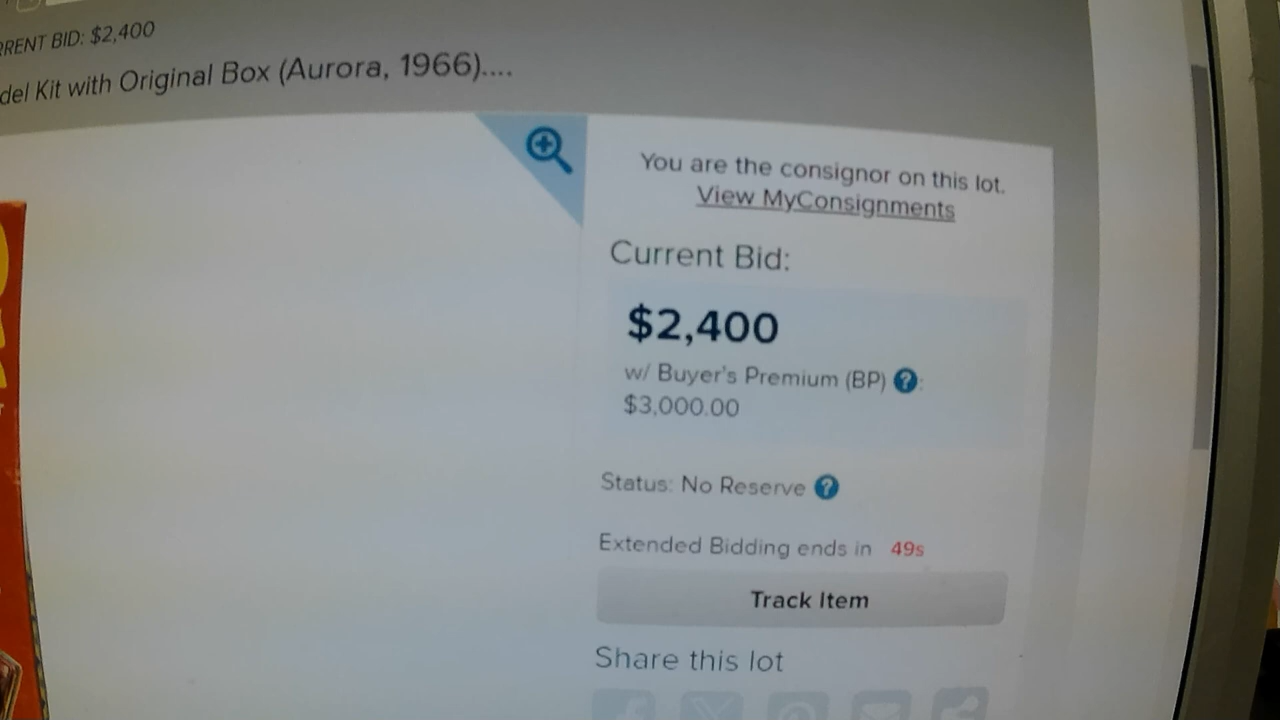 RRENT BID: $2,400
del Kit with Original Box (Aurora, 1966)....
You are the consignor on this lot.
View MyConsignments
Current Bid:
$2,400
w/ Buyer's Premium (BP) ?:
$3,000.00
Status: No Reserve ?
Extended Bidding ends in 49s
Track Item
Share this lot